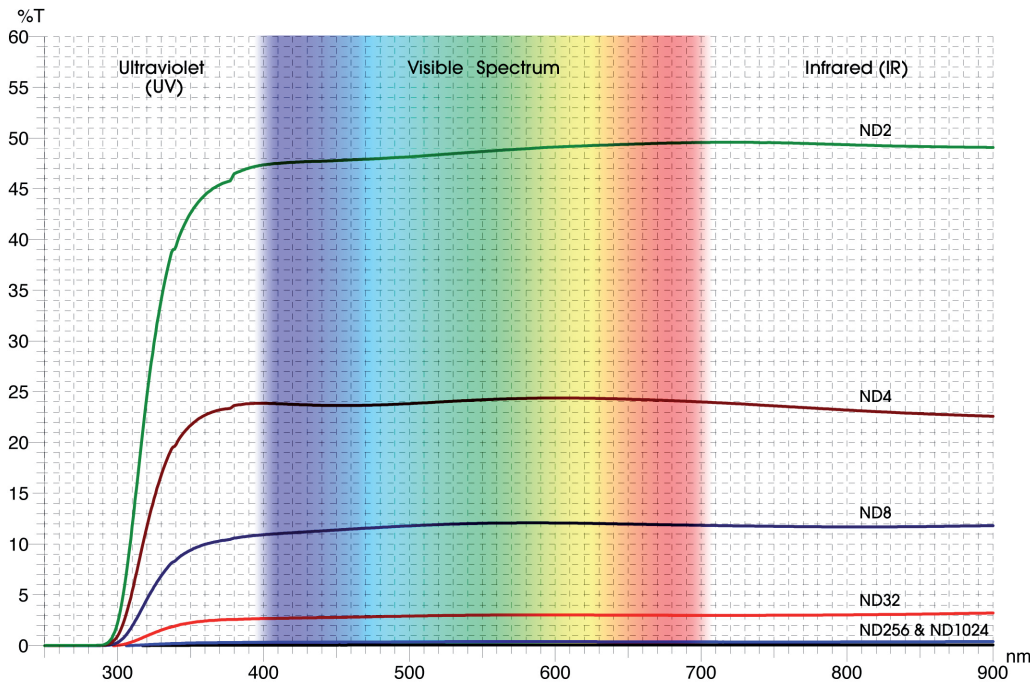 %T
60
Ultraviolet
(UV)
Visible Spectrum
Infrared (IR)
55
ND2
50
45
40
35
30
25
ND4
20
15
ND8
10
5
ND32
ND256 & ND1024
0
300 400 500 600 700 800 900
nm